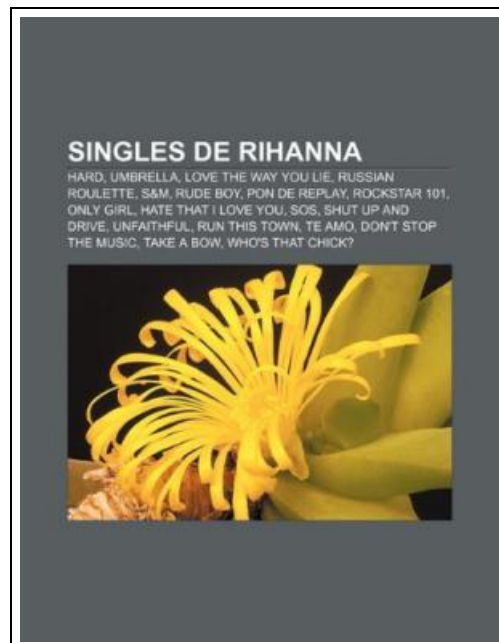 SINGLES DE RIHANNA
HARD, UMBRELLA, LOVE THE WAY YOU LIE, RUSSIAN
ROULETTE, S&M, RUDE BOY, PON DE REPLAY, ROCKSTAR 101,
ONLY GIRL, HATE THAT I LOVE YOU, SOS, SHUT UP AND
DRIVE, UNFAITHFUL, RUN THIS TOWN, TE AMO, DON'T STOP
THE MUSIC, TAKE A BOW, WHO'S THAT CHICK?